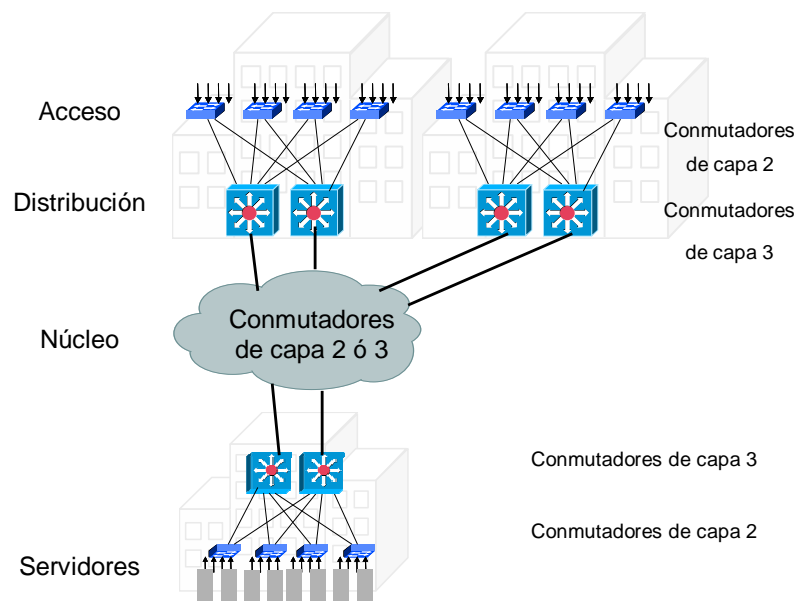 Acceso
Conmutadores
de capa 2
Distribución
Conmutadores
de capa 3
Núcleo
Conmutadores
de capa 2 ó 3
Conmutadores de capa 3
Conmutadores de capa 2
Servidores